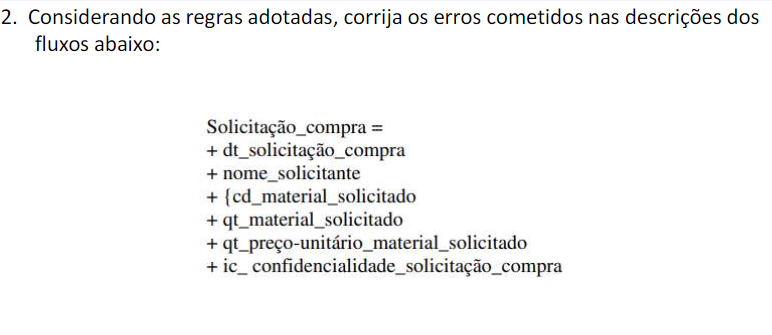 2. Considerando as regras adotadas, corrija os erros cometidos nas descrições dos
fluxos abaixo:
Solicitação_compra =
+ dt_solicitação_compra
+ nome_solicitante
+ {cd_material_solicitado
+ qt_material_solicitado
+ qt_preço-unitário_material_solicitado
+ ic_ confidencialidade_solicitação_compra